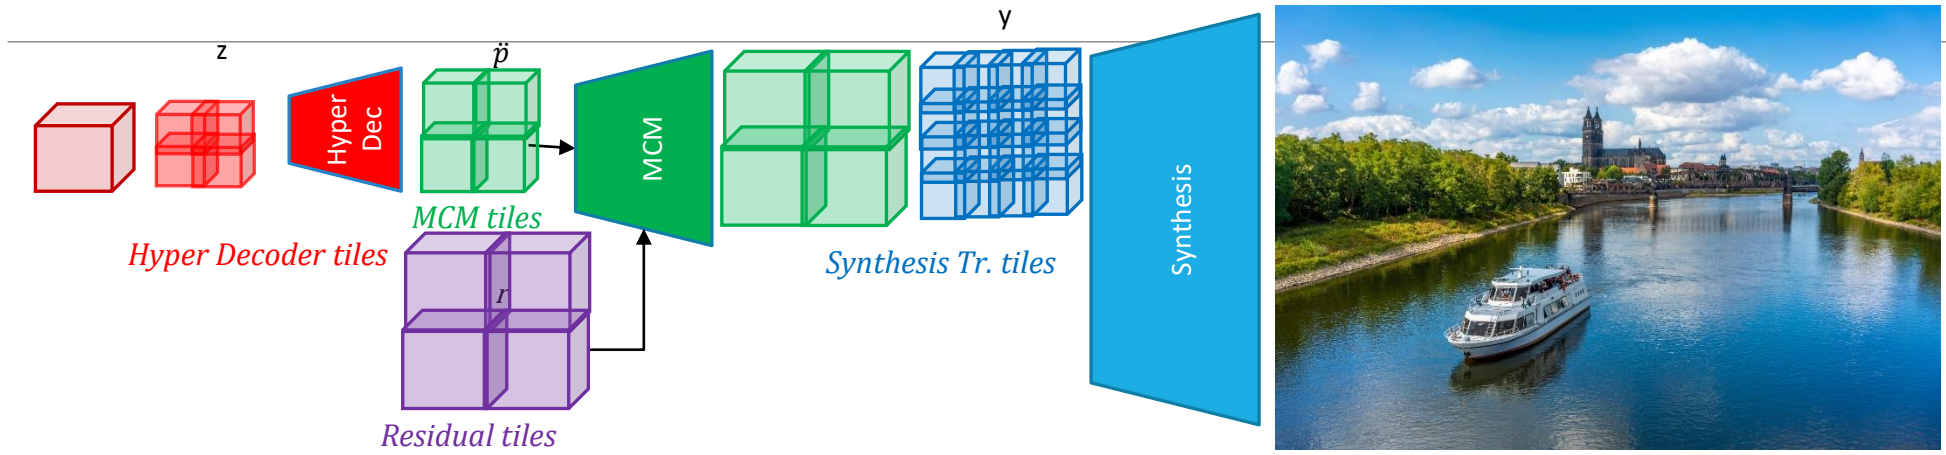 z
p̈
y
Hyper
Dec
MCM
Synthesis
MCM tiles
Hyper Decoder tiles
r
Synthesis Tr. tiles
Residual tiles